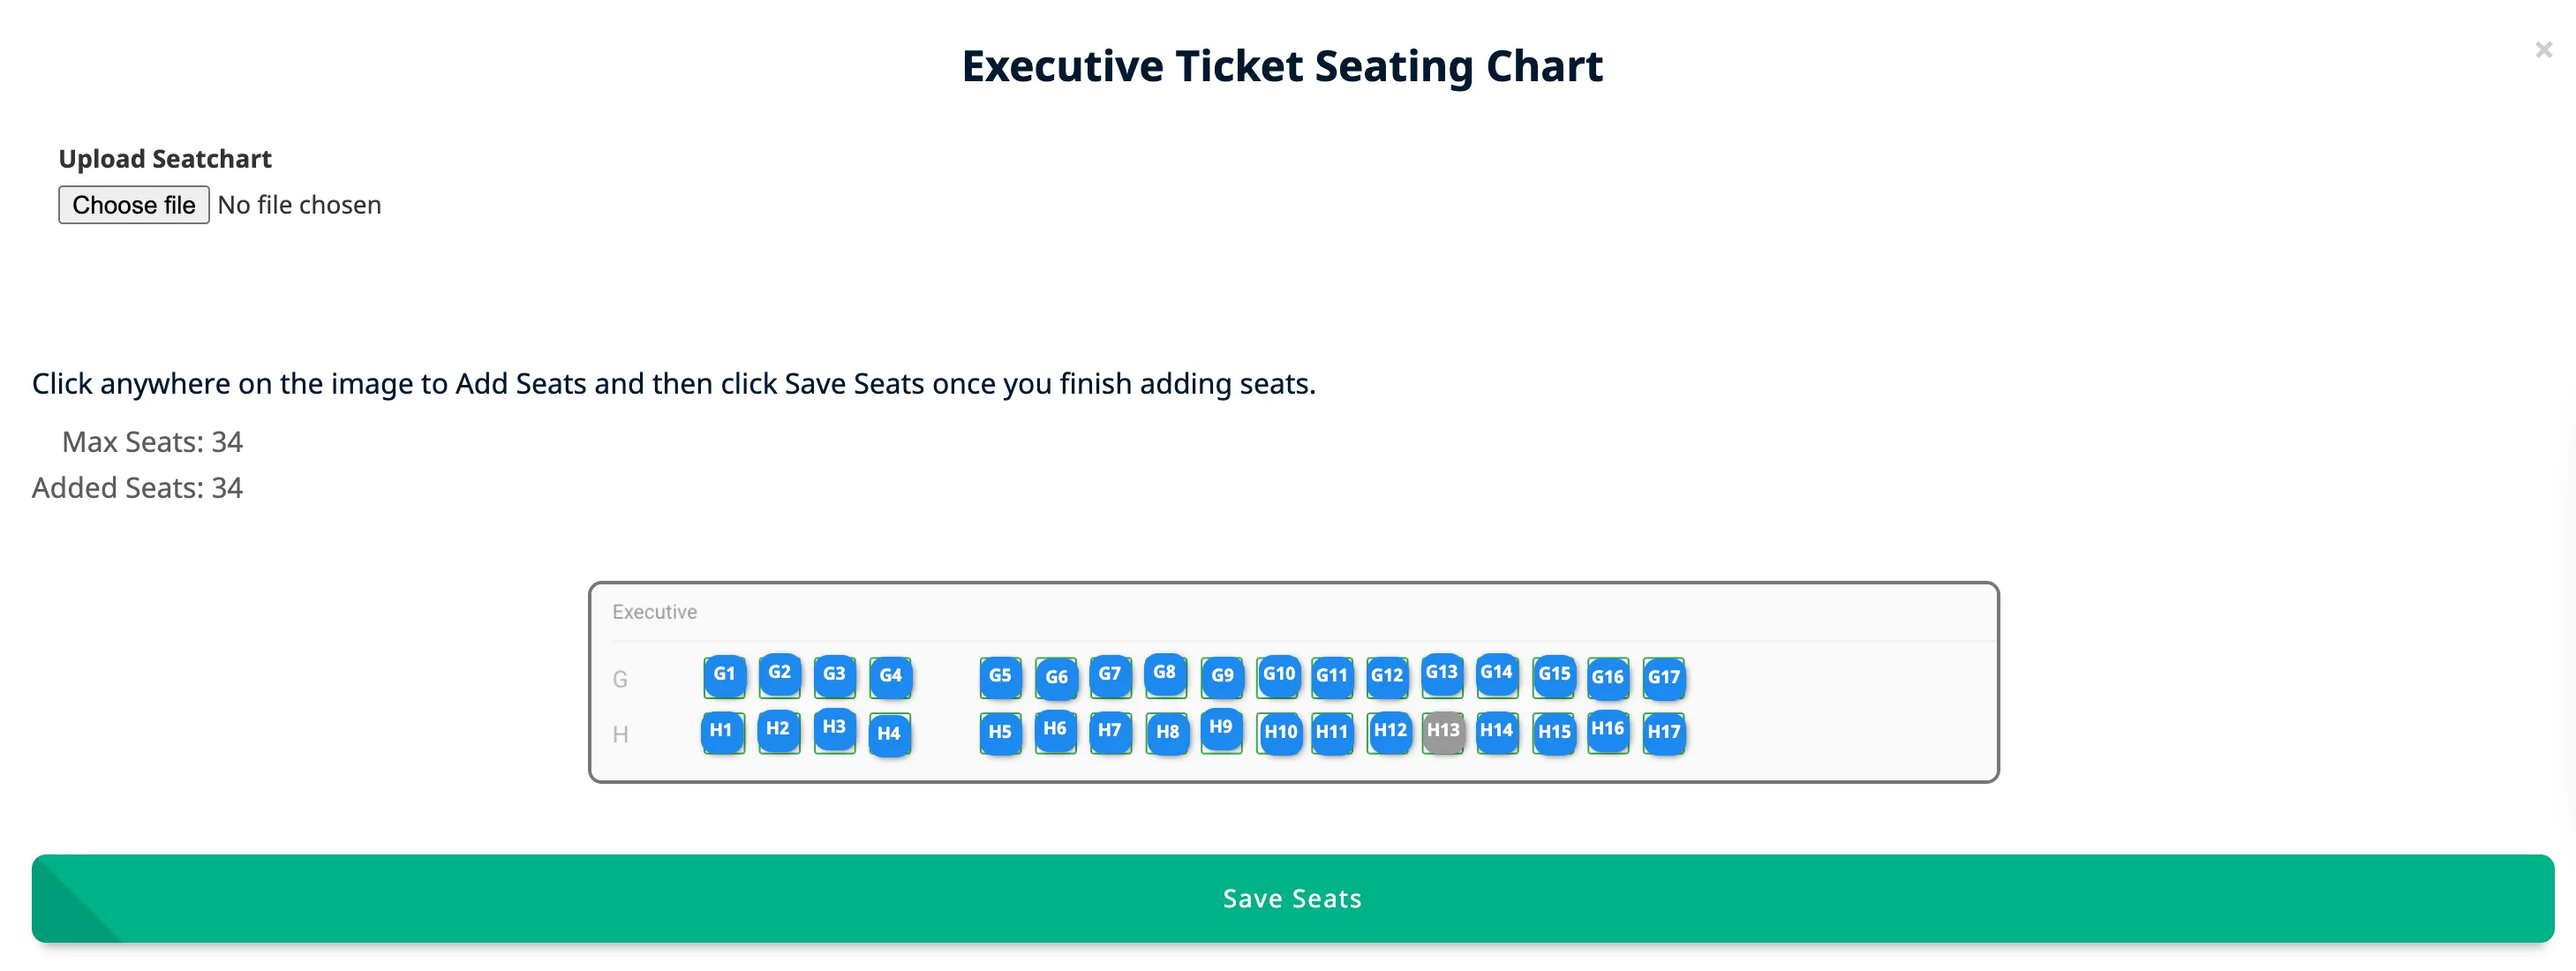 Executive Ticket Seating Chart
×
Upload Seatchart
Choose file No file chosen
Click anywhere on the image to Add Seats and then click Save Seats once you finish adding seats.
Max Seats: 34
Added Seats: 34
Executive
G G1 G2 G3 G4 G5 G6 G7 G8 G9 G10 G11 G12 G13 G14 G15 G16 G17
H H1 H2 H3 H4 H5 H6 H7 H8 H9 H10 H11 H12 H13 H14 H15 H16 H17
Save Seats